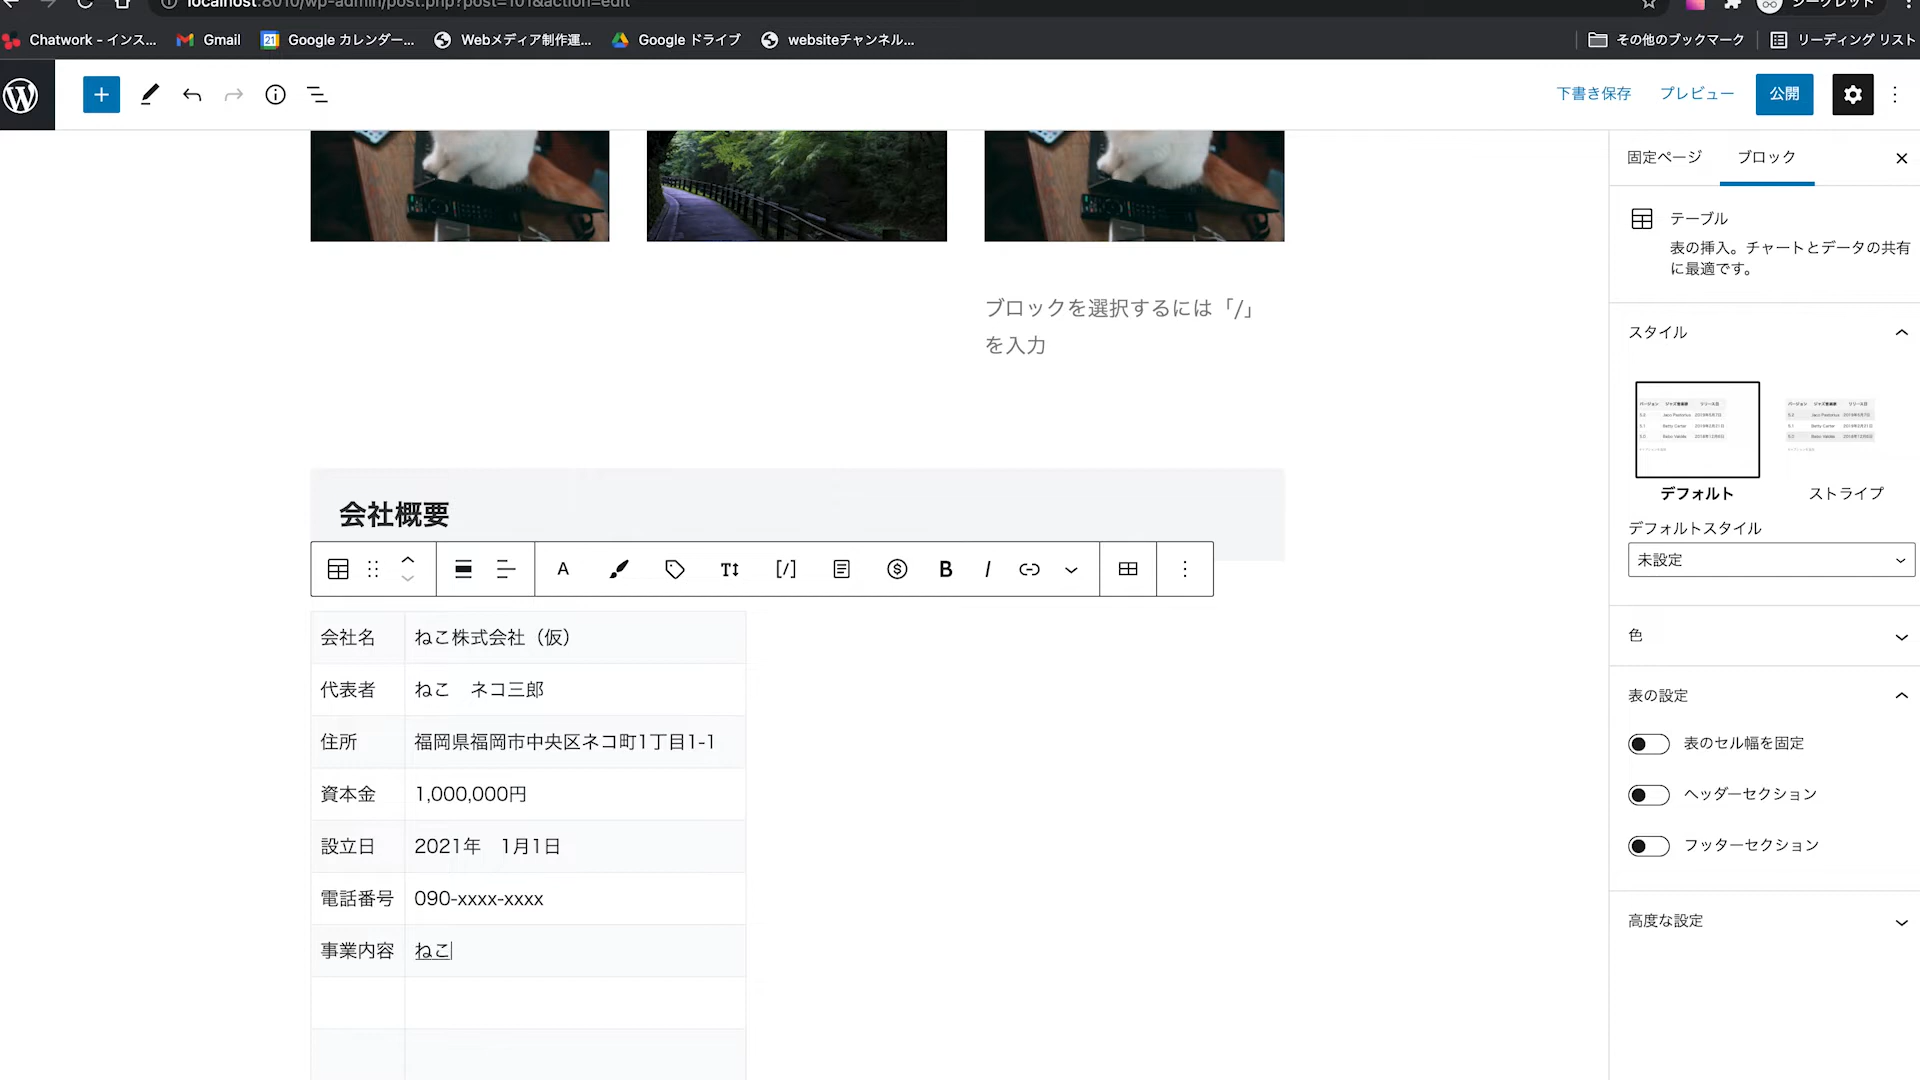 localhost:8010/wp-admin/post.php?post=101&action=edit
シークレット
Chatwork - インス...
Gmail
21
Google カレンダー...
Webメディア制作運...
Google ドライブ
websiteチャンネル...
その他のブックマーク
リーディング リスト
下書き保存
プレビュー
公開
固定ページ
ブロック
テーブル
表の挿入。チャートとデータの共有
に最適です。
ブロックを選択するには「/」
を入力
スタイル
デフォルト
ストライプ
デフォルトスタイル
未設定
会社概要
A
B
I
会社名
ねこ株式会社（仮）
代表者
ねこ　ネコ三郎
住所
福岡県福岡市中央区ネコ町1丁目1-1
資本金
1,000,000円
設立日
2021年　1月1日
電話番号
090-xxxx-xxxx
事業内容
ねこ
色
表の設定
表のセル幅を固定
ヘッダーセクション
フッターセクション
高度な設定